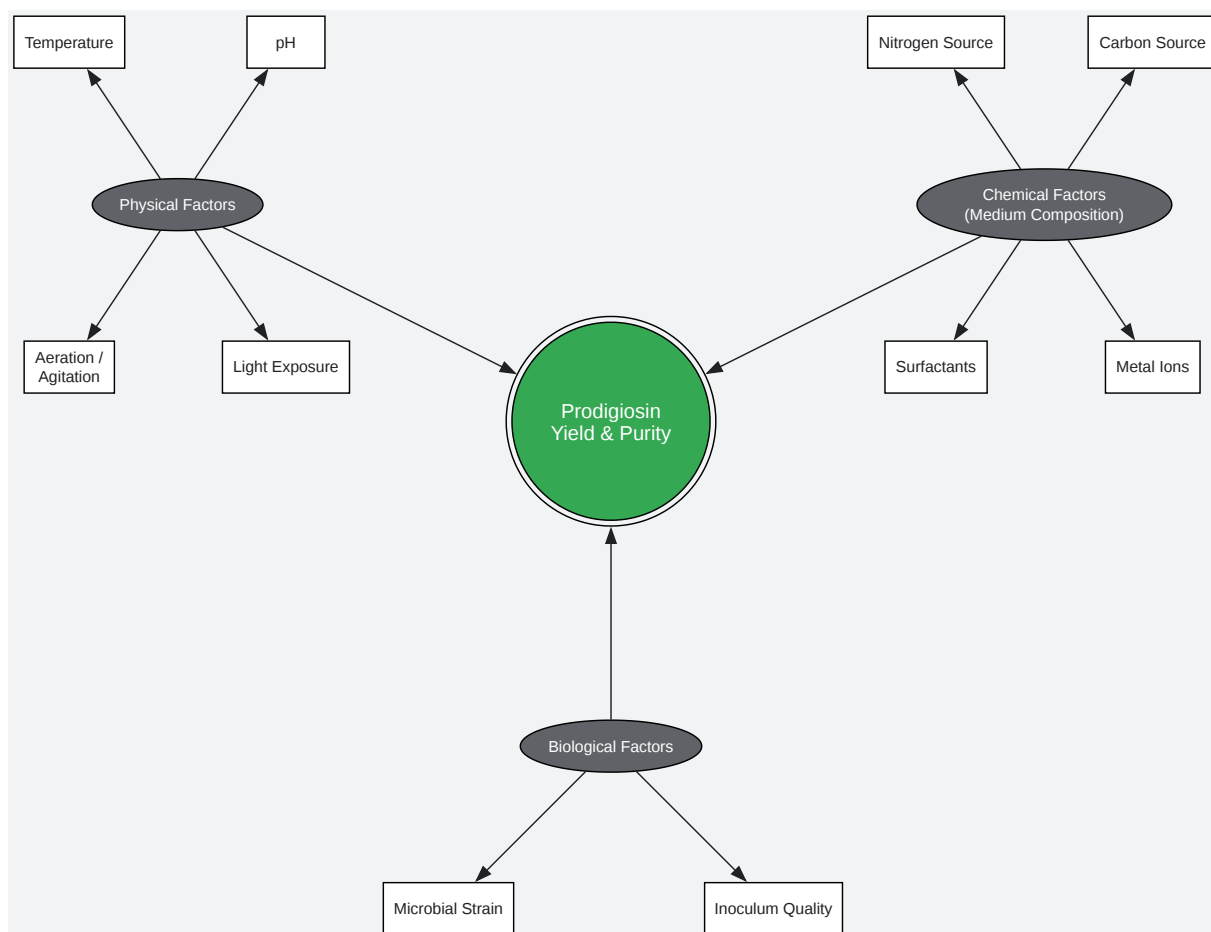 Temperature
pH
Nitrogen Source
Carbon Source
Physical Factors
Chemical Factors
(Medium Composition)
Aeration /
Agitation
Light Exposure
Surfactants
Metal Ions
Prodigiosin
Yield & Purity
Biological Factors
Microbial Strain
Inoculum Quality